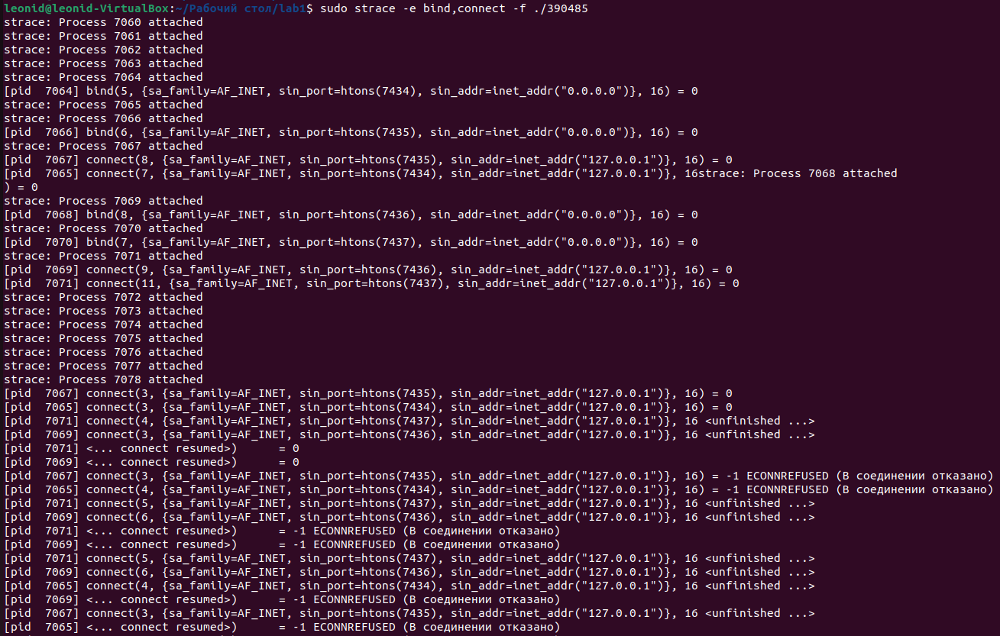 leonid@leonid-VirtualBox:~/Рабочий стол/lab1$ sudo strace -e bind,connect -f ./390485
strace: Process 7060 attached
strace: Process 7061 attached
strace: Process 7062 attached
strace: Process 7063 attached
strace: Process 7064 attached
[pid  7064] bind(5, {sa_family=AF_INET, sin_port=htons(7434), sin_addr=inet_addr("0.0.0.0")}, 16) = 0
strace: Process 7065 attached
strace: Process 7066 attached
[pid  7066] bind(6, {sa_family=AF_INET, sin_port=htons(7435), sin_addr=inet_addr("0.0.0.0")}, 16) = 0
strace: Process 7067 attached
[pid  7067] connect(8, {sa_family=AF_INET, sin_port=htons(7435), sin_addr=inet_addr("127.0.0.1")}, 16) = 0
[pid  7065] connect(7, {sa_family=AF_INET, sin_port=htons(7434), sin_addr=inet_addr("127.0.0.1")}, 16strace: Process 7068 attached
) = 0
strace: Process 7069 attached
[pid  7068] bind(8, {sa_family=AF_INET, sin_port=htons(7436), sin_addr=inet_addr("0.0.0.0")}, 16) = 0
strace: Process 7070 attached
[pid  7070] bind(7, {sa_family=AF_INET, sin_port=htons(7437), sin_addr=inet_addr("0.0.0.0")}, 16) = 0
strace: Process 7071 attached
[pid  7069] connect(9, {sa_family=AF_INET, sin_port=htons(7436), sin_addr=inet_addr("127.0.0.1")}, 16) = 0
[pid  7071] connect(11, {sa_family=AF_INET, sin_port=htons(7437), sin_addr=inet_addr("127.0.0.1")}, 16) = 0
strace: Process 7072 attached
strace: Process 7073 attached
strace: Process 7074 attached
strace: Process 7075 attached
strace: Process 7076 attached
strace: Process 7077 attached
strace: Process 7078 attached
[pid  7067] connect(3, {sa_family=AF_INET, sin_port=htons(7435), sin_addr=inet_addr("127.0.0.1")}, 16) = 0
[pid  7065] connect(3, {sa_family=AF_INET, sin_port=htons(7434), sin_addr=inet_addr("127.0.0.1")}, 16) = 0
[pid  7071] connect(4, {sa_family=AF_INET, sin_port=htons(7437), sin_addr=inet_addr("127.0.0.1")}, 16 <unfinished ...>
[pid  7069] connect(3, {sa_family=AF_INET, sin_port=htons(7436), sin_addr=inet_addr("127.0.0.1")}, 16 <unfinished ...>
[pid  7071] <... connect resumed>)      = 0
[pid  7069] <... connect resumed>)      = 0
[pid  7067] connect(3, {sa_family=AF_INET, sin_port=htons(7435), sin_addr=inet_addr("127.0.0.1")}, 16) = -1 ECONNREFUSED (В соединении отказано)
[pid  7065] connect(4, {sa_family=AF_INET, sin_port=htons(7434), sin_addr=inet_addr("127.0.0.1")}, 16) = -1 ECONNREFUSED (В соединении отказано)
[pid  7071] connect(5, {sa_family=AF_INET, sin_port=htons(7437), sin_addr=inet_addr("127.0.0.1")}, 16 <unfinished ...>
[pid  7069] connect(6, {sa_family=AF_INET, sin_port=htons(7436), sin_addr=inet_addr("127.0.0.1")}, 16 <unfinished ...>
[pid  7071] <... connect resumed>)      = -1 ECONNREFUSED (В соединении отказано)
[pid  7069] <... connect resumed>)      = -1 ECONNREFUSED (В соединении отказано)
[pid  7071] connect(5, {sa_family=AF_INET, sin_port=htons(7437), sin_addr=inet_addr("127.0.0.1")}, 16 <unfinished ...>
[pid  7069] connect(6, {sa_family=AF_INET, sin_port=htons(7436), sin_addr=inet_addr("127.0.0.1")}, 16 <unfinished ...>
[pid  7065] connect(4, {sa_family=AF_INET, sin_port=htons(7434), sin_addr=inet_addr("127.0.0.1")}, 16 <unfinished ...>
[pid  7069] <... connect resumed>)      = -1 ECONNREFUSED (В соединении отказано)
[pid  7067] connect(3, {sa_family=AF_INET, sin_port=htons(7435), sin_addr=inet_addr("127.0.0.1")}, 16 <unfinished ...>
[pid  7065] <... connect resumed>)      = -1 ECONNREFUSED (В соединении отказано)